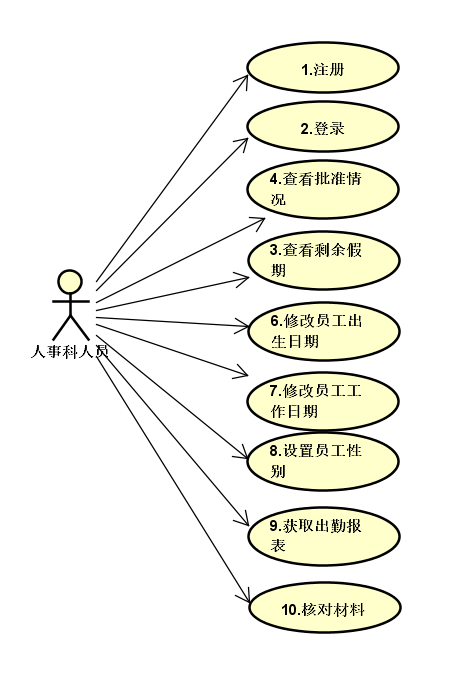 1.注册
2.登录
4.查看批准情
况
3.查看剩余假
期
6.修改员工出
生日期
人事科人员
7.修改员工工
作日期
8.设置员工性
别
9.获取出勤报
表
10.核对材料